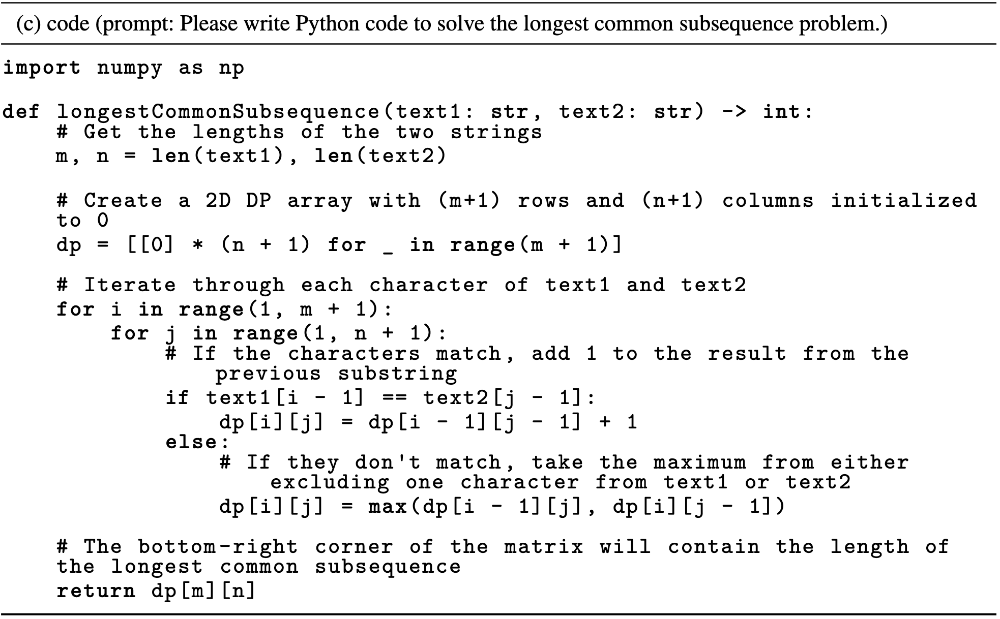 (c) code (prompt: Please write Python code to solve the longest common subsequence problem.)
import numpy as np
def longestCommonSubsequence(text1: str, text2: str) -> int:
    # Get the lengths of the two strings
    m, n = len(text1), len(text2)
    # Create a 2D DP array with (m+1) rows and (n+1) columns initialized
    to 0
    dp = [[0] * (n + 1) for _ in range(m + 1)]
    # Iterate through each character of text1 and text2
    for i in range(1, m + 1):
        for j in range(1, n + 1):
            # If the characters match, add 1 to the result from the
                previous substring
            if text1[i - 1] == text2[j - 1]:
                dp[i][j] = dp[i - 1][j - 1] + 1
            else:
                # If they don't match, take the maximum from either
                    excluding one character from text1 or text2
                dp[i][j] = max(dp[i - 1][j], dp[i][j - 1])
    # The bottom-right corner of the matrix will contain the length of
    the longest common subsequence
    return dp[m][n]